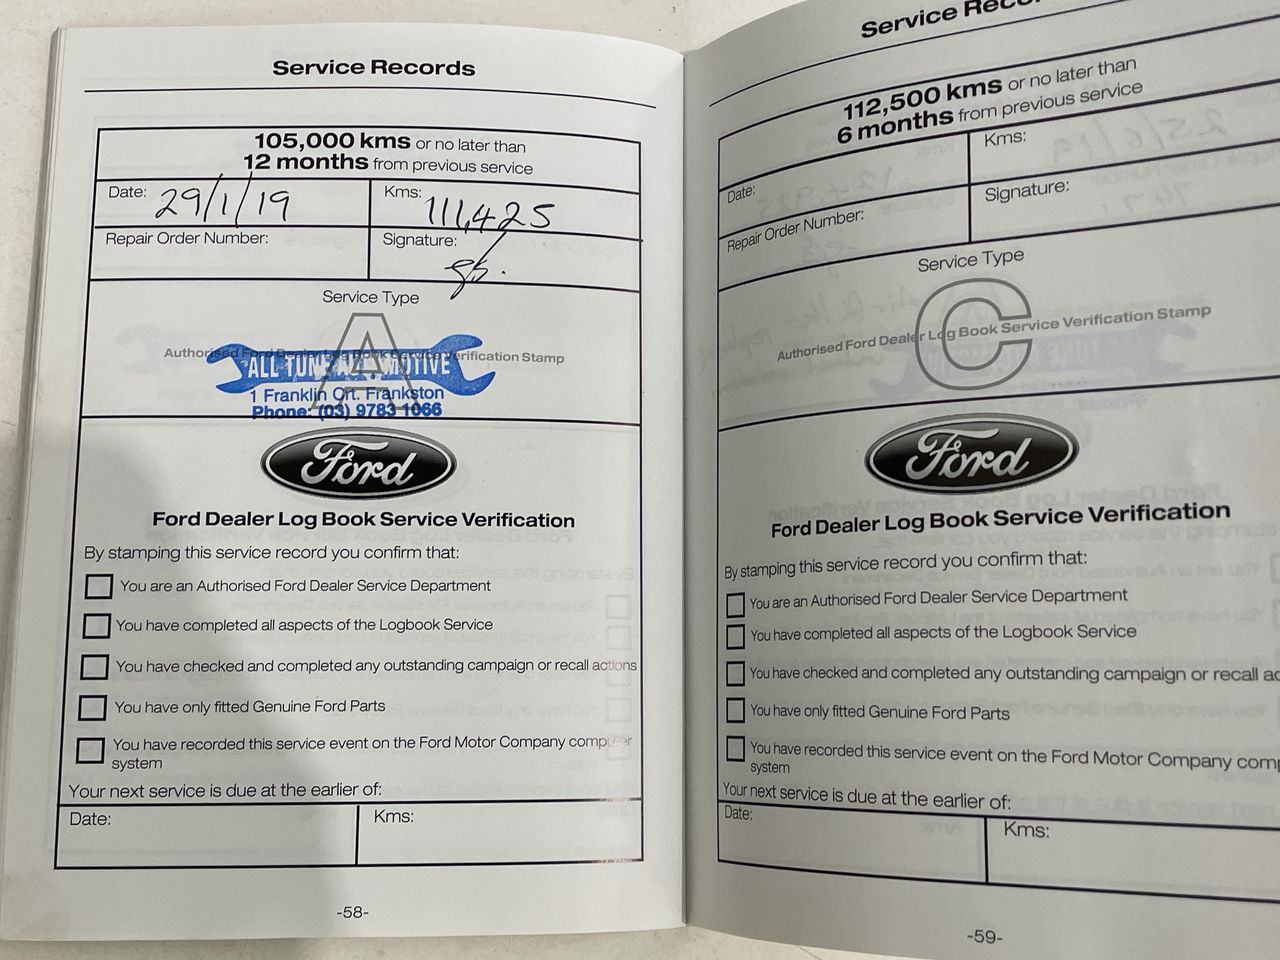 Service Records
105,000 kms or no later than
12 months from previous service
Date: 29/1/19
Kms: 111,425
Repair Order Number:
Signature:
Service Type
A
Authorised Ford Dealer Log Book Service Verification Stamp
ALL TUNE AUTOMOTIVE
1 Franklin Crt. Frankston
Phone: (03) 9783 1066
Ford
Ford Dealer Log Book Service Verification
By stamping this service record you confirm that:
You are an Authorised Ford Dealer Service Department
You have completed all aspects of the Logbook Service
You have checked and completed any outstanding campaign or recall actions
You have only fitted Genuine Ford Parts
You have recorded this service event on the Ford Motor Company computer
system
Your next service is due at the earlier of:
Date:
Kms:
-58-
Service
112,500 kms or no later than
6 months from previous service
Date:
Kms:
Repair Order Number:
Signature:
Service Type
C
Authorised Ford Dealer Log Book Service Verification Stamp
Ford
Ford Dealer Log Book Service Verification
By stamping this service record you confirm that:
You are an Authorised Ford Dealer Service Department
You have completed all aspects of the Logbook Service
You have checked and completed any outstanding campaign or recall
You have only fitted Genuine Ford Parts
You have recorded this service event on the Ford Motor Company
system
Your next service is due at the earlier of:
Date:
Kms:
-59-